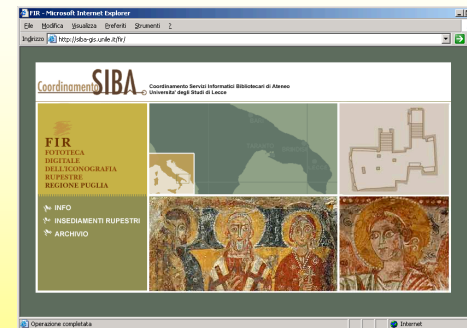 FIR - Microsoft Internet Explorer
File Modifica Visualizza Preferiti Strumenti ?
Indirizzo http://siba-gis.unile.it/fir/
Coordinamento SIBA
Coordinamento Servizi Informatici Bibliotecari di Ateneo
Universita' degli Studi di Lecce
FIR
FOTOTECA
DIGITALE
DELL'ICONOGRAFIA
RUPESTRE
REGIONE PUGLIA
INFO
INSEDIAMENTI RUPESTRI
ARCHIVIO
Operazione completata
Internet